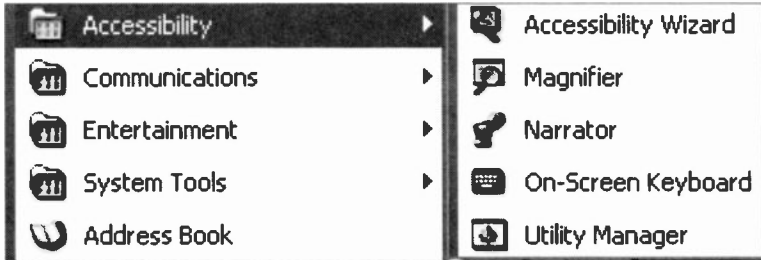 Accessibility
Communications
Entertainment
System Tools
Address Book
Accessibility Wizard
Magnifier
Narrator
On-Screen Keyboard
Utility Manager